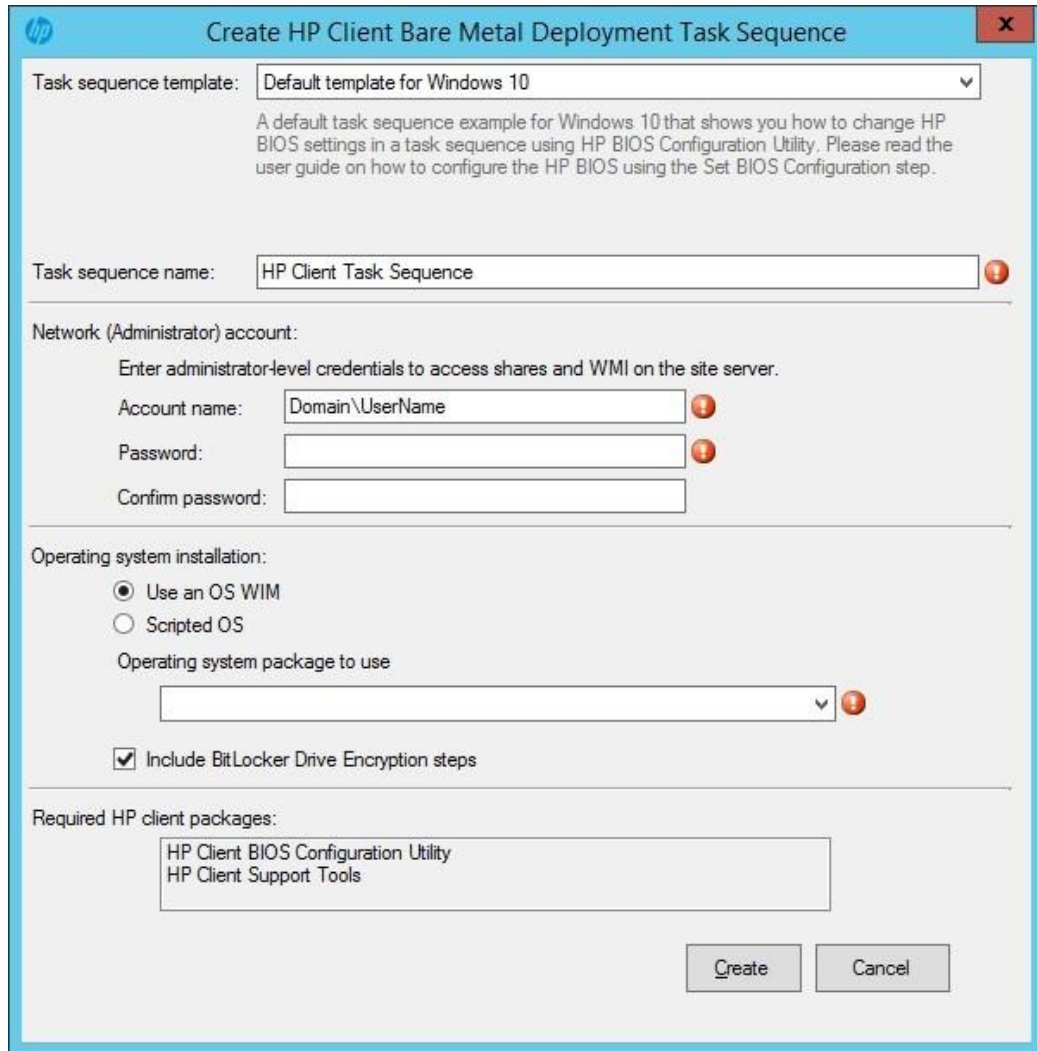 hp
Create HP Client Bare Metal Deployment Task Sequence
x
Task sequence template: Default template for Windows 10
A default task sequence example for Windows 10 that shows you how to change HP
BIOS settings in a task sequence using HP BIOS Configuration Utility. Please read the
user guide on how to configure the HP BIOS using the Set BIOS Configuration step.
Task sequence name: HP Client Task Sequence
Network (Administrator) account:
Enter administrator-level credentials to access shares and WMI on the site server.
Account name: Domain\UserName
Password:
Confirm password:
Operating system installation:
Use an OS WIM
Scripted OS
Operating system package to use
Include BitLocker Drive Encryption steps
Required HP client packages:
HP Client BIOS Configuration Utility
HP Client Support Tools
Create Cancel